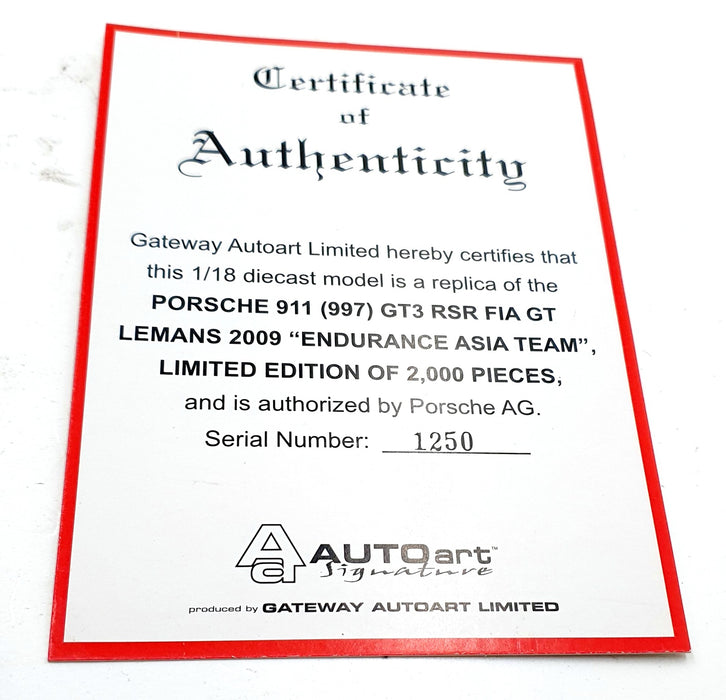 Certificate
of
Authenticity
Gateway Autoart Limited hereby certifies that
this 1/18 diecast model is a replica of the
PORSCHE 911 (997) GT3 RSR FIA GT
LEMANS 2009 “ENDURANCE ASIA TEAM”,
LIMITED EDITION OF 2,000 PIECES,
and is authorized by Porsche AG.
Serial Number: 1250
Aa AUTOart™
Signature
produced by GATEWAY AUTOART LIMITED